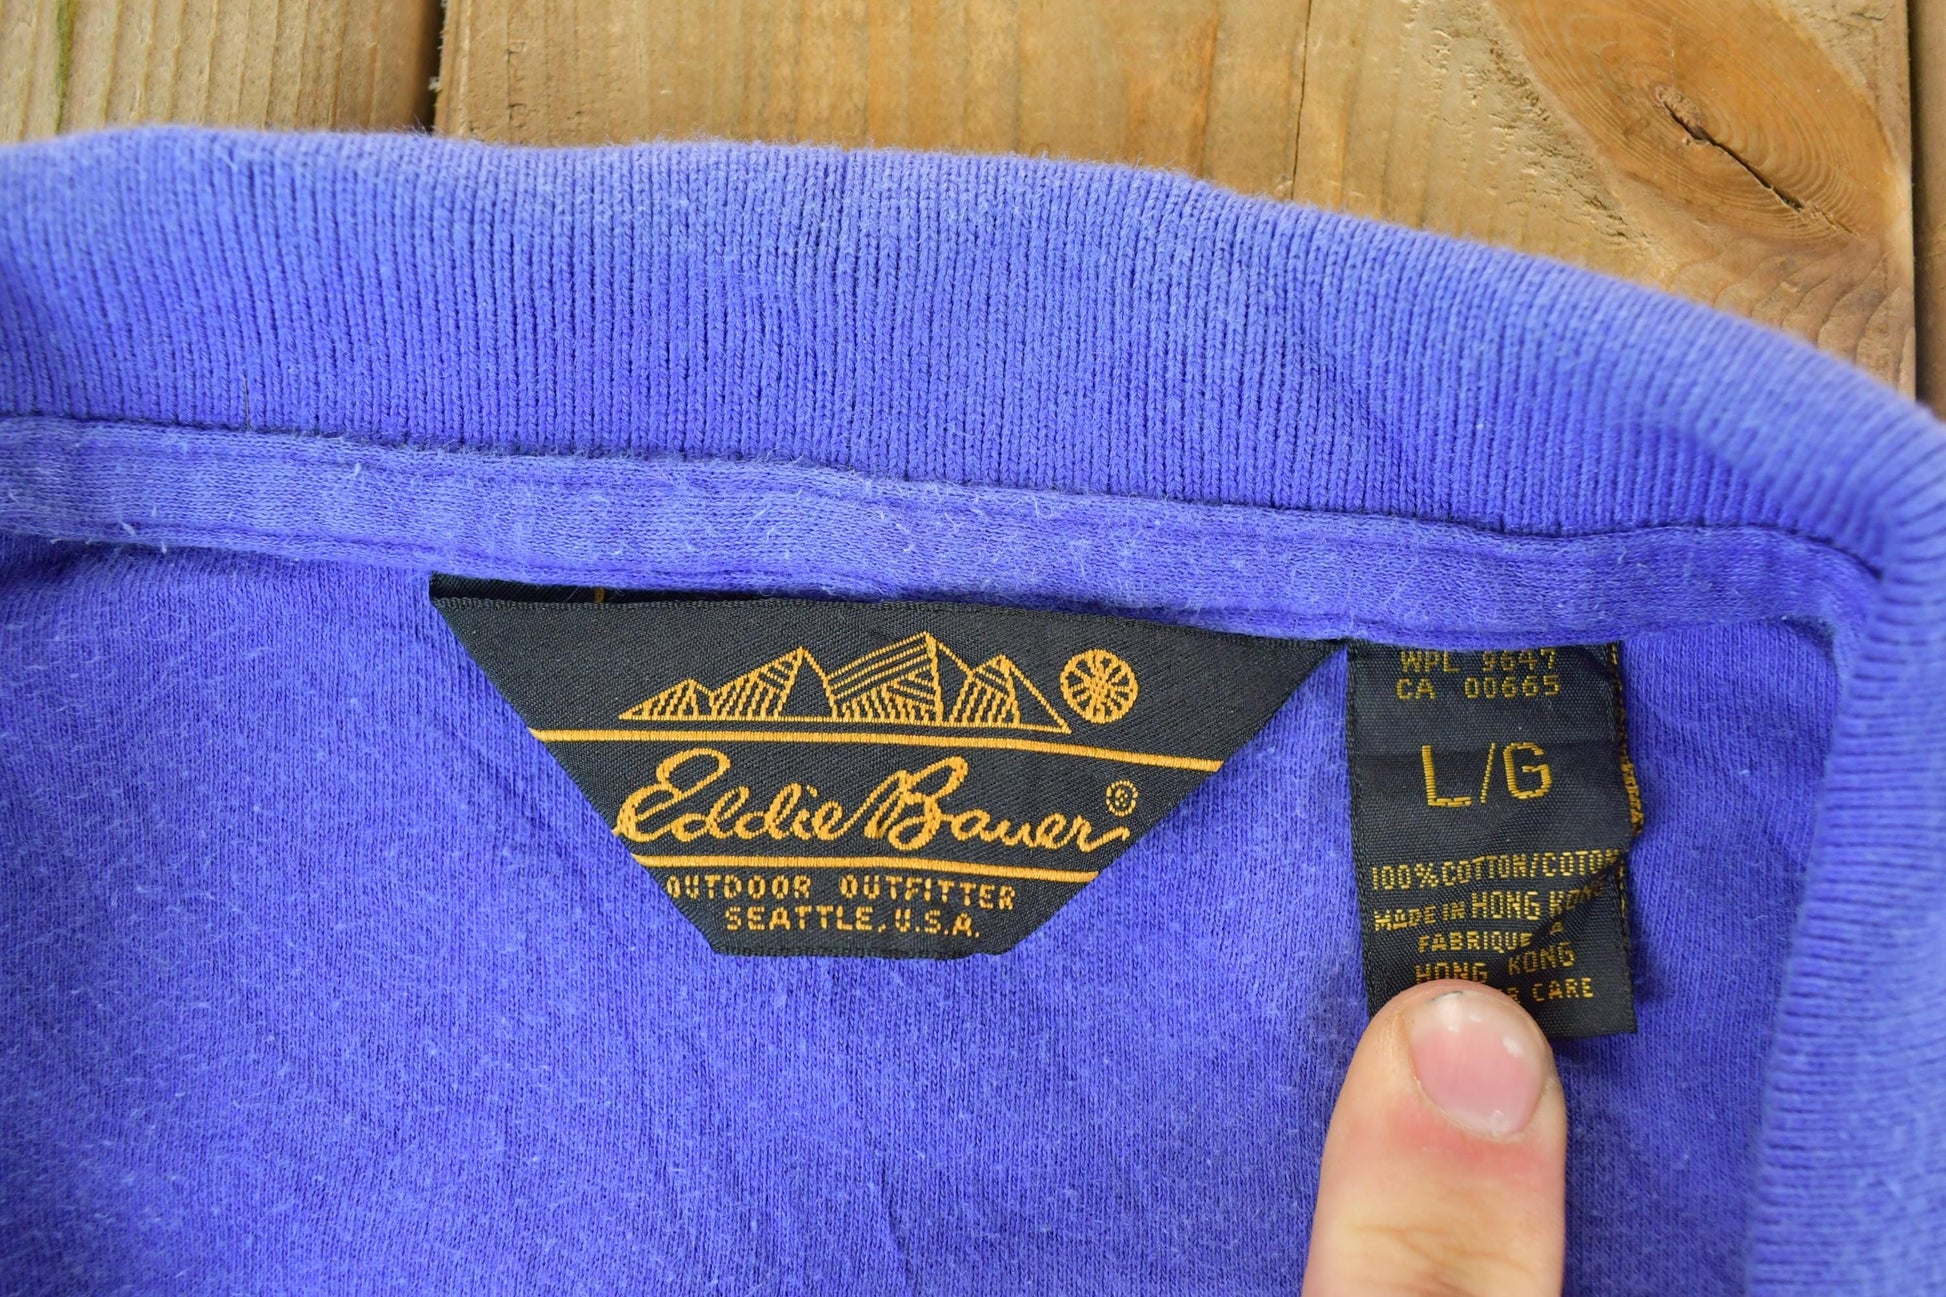 Eddie Bauer®
OUTDOOR OUTFITTER
SEATTLE, U.S.A.
WPL 9647
CA 00665
L/G
100% COTTON/COTON
MADE IN HONG KONG
FABRIQUE A
HONG KONG
CARE